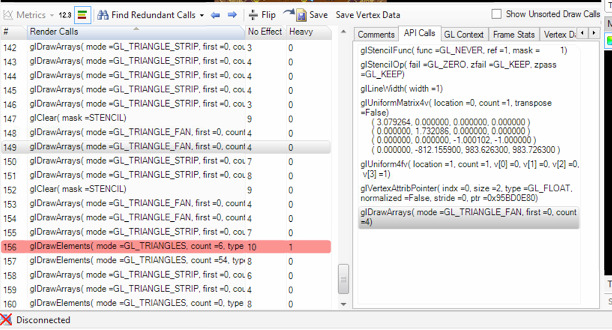 Metrics 12.3 Find Redundant Calls Flip Save Save Vertex Data Show Unsorted Draw Calls
# Render Calls No Effect Heavy
142 glDrawArrays( mode =GL_TRIANGLE_STRIP, first =0, cou 3 0
143 glDrawArrays( mode =GL_TRIANGLE_STRIP, first =0, cou 4 0
144 glDrawArrays( mode =GL_TRIANGLE_STRIP, first =0, cou 4 0
145 glDrawArrays( mode =GL_TRIANGLE_STRIP, first =0, cou 4 0
146 glDrawArrays( mode =GL_TRIANGLE_STRIP, first =0, cou 3 0
147 glClear( mask =STENCIL) 9 0
148 glDrawArrays( mode =GL_TRIANGLE_FAN, first =0, count 4 0
149 glDrawArrays( mode =GL_TRIANGLE_FAN, first =0, count 4 0
150 glDrawArrays( mode =GL_TRIANGLE_STRIP, first =0, cou 7 0
151 glDrawArrays( mode =GL_TRIANGLE_STRIP, first =0, cou 8 0
152 glClear( mask =STENCIL) 9 0
153 glDrawArrays( mode =GL_TRIANGLE_FAN, first =0, count 4 0
154 glDrawArrays( mode =GL_TRIANGLE_FAN, first =0, count 4 0
155 glDrawArrays( mode =GL_TRIANGLE_STRIP, first =0, cou 7 0
156 glDrawElements( mode =GL_TRIANGLES, count =6, type 10 1
157 glDrawElements( mode =GL_TRIANGLES, count =54, type 8 0
158 glDrawArrays( mode =GL_TRIANGLE_STRIP, first =0, cou 6 0
159 glDrawArrays( mode =GL_TRIANGLE_STRIP, first =0, cou 4 0
160 glDrawElements( mode =GL_TRIANGLES, count =0, type 6 0
Comments API Calls GL Context Frame Stats Vertex Da
glStencilFunc( func =GL_NEVER, ref =1, mask = 1)
glStencilOp( fail =GL_ZERO, zfail =GL_KEEP, zpass
=GL_KEEP)
glLineWidth( width =1)
glUniformMatrix4v( location =0, count =1, transpose
=False)
( 3.079264, 0.000000, 0.000000, 0.000000 )
( 0.000000, 1.732086, 0.000000, 0.000000 )
( 0.000000, 0.000000, -1.000102, -1.000000 )
( 0.000000, -812.155900, 983.626300, 983.726300 )
glUniform4fv( location =1, count =1, v[0] =0, v[1] =0, v[2] =0,
v[3] =1)
glVertexAttribPointer( indx =0, size =2, type =GL_FLOAT,
normalized =False, stride =0, ptr =0x95BD0E80)
glDrawArrays( mode =GL_TRIANGLE_FAN, first =0, count
=4)
Disconnected